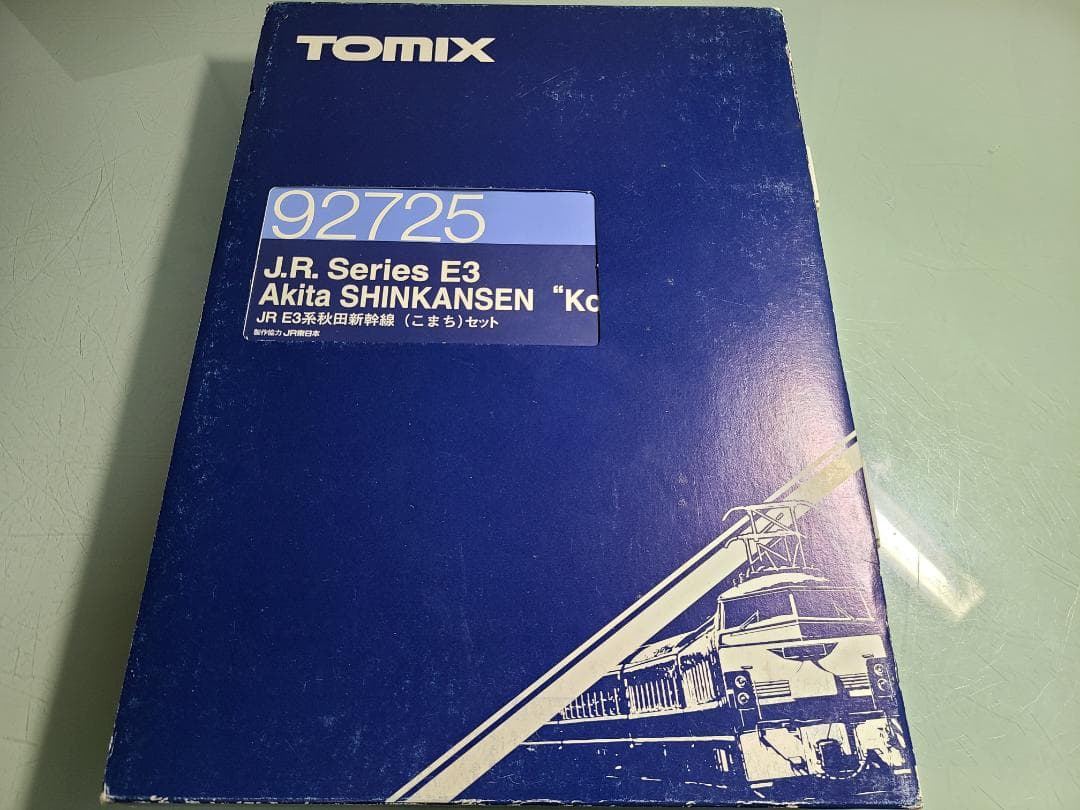 TOMIX
92725
J.R. Series E3
Akita SHINKANSEN “Ko
JR E3系秋田新幹線（こまち）セット
製作協力 JR東日本